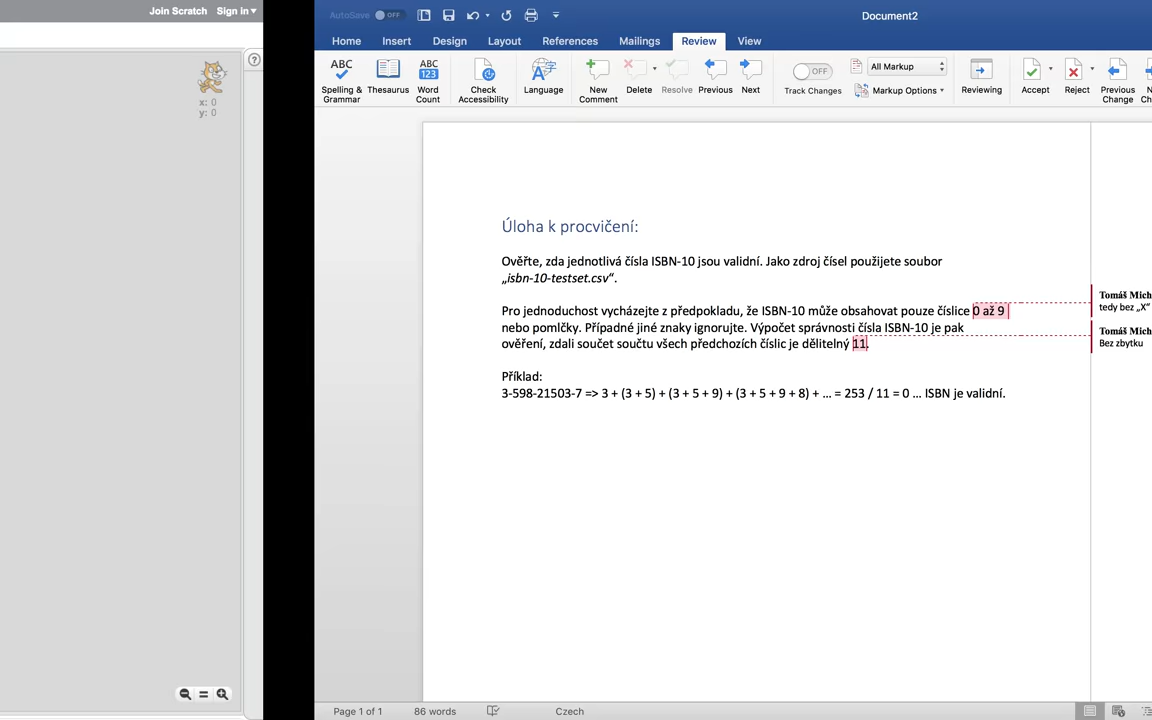 Join Scratch Sign in
x: 0
y: 0
AutoSave OFF
Document2
Home Insert Design Layout References Mailings Review View
Spelling & Grammar
Thesaurus
Word Count
Check Accessibility
Language
New Comment
Delete
Resolve
Previous
Next
OFF
Track Changes
All Markup
Markup Options
Reviewing
Accept
Reject
Previous Change
Úloha k procvičení:
Ověřte, zda jednotlivá čísla ISBN-10 jsou validní. Jako zdroj čísel použijete soubor
„isbn-10-testset.csv“.
Pro jednoduchost vycházejte z předpokladu, že ISBN-10 může obsahovat pouze číslice 0 až 9
nebo pomlčky. Případné jiné znaky ignorujte. Výpočet správnosti čísla ISBN-10 je pak
ověření, zdali součet součtu všech předchozích číslic je dělitelný 11.
Příklad:
3-598-21503-7 => 3 + (3 + 5) + (3 + 5 + 9) + (3 + 5 + 9 + 8) + ... = 253 / 11 = 0 ... ISBN je validní.
Tomáš Mich
tedy bez „X“
Tomáš Mich
Bez zbytku
Page 1 of 1 86 words Czech